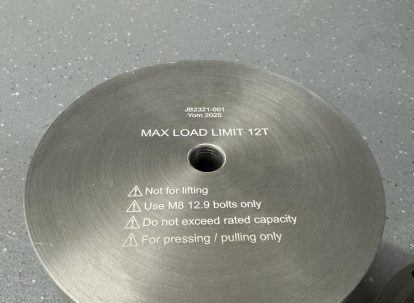 JB2321-001
Yom 2025
MAX LOAD LIMIT 12T
Not for lifting
Use M8 12.9 bolts only
Do not exceed rated capacity
For pressing / pulling only